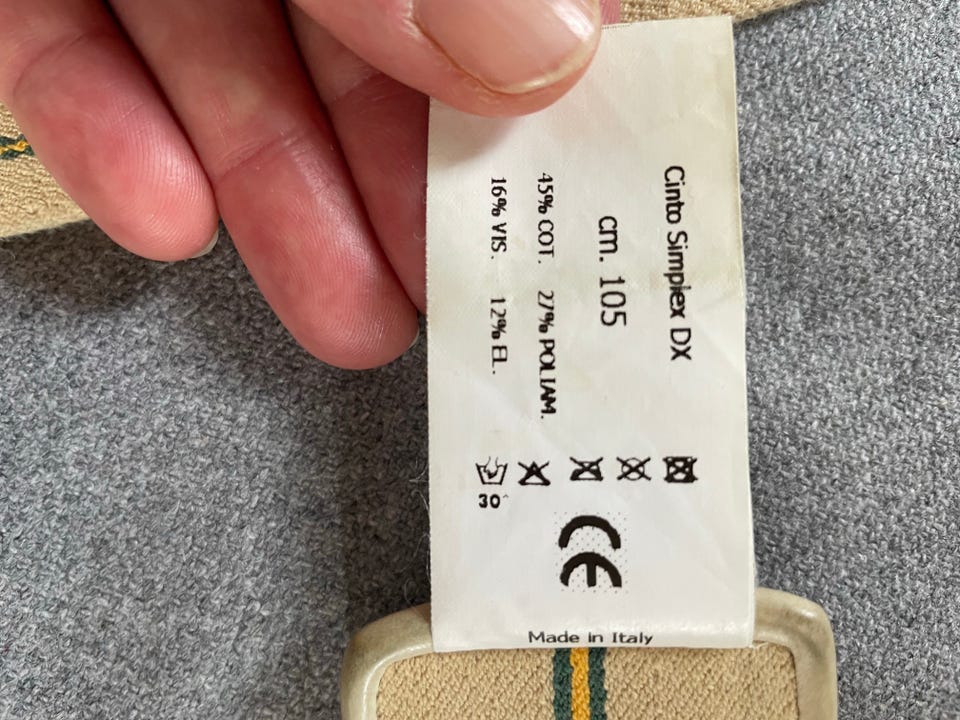 Cinto Simplex DX
cm. 105
45% COT. 27% POLIAM.
16% VIS. 12% EL.
30°
CE
Made in Italy